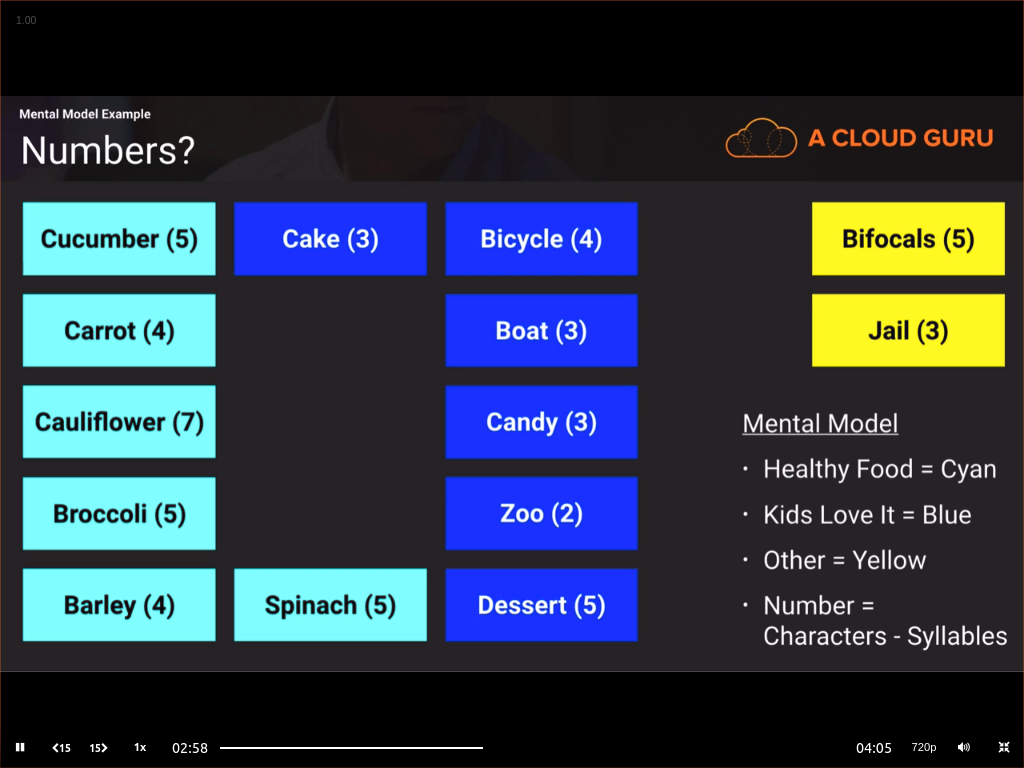 1.00
Mental Model Example
Numbers?
A CLOUD GURU
Cucumber (5) Cake (3) Bicycle (4) Bifocals (5)
Carrot (4) Boat (3) Jail (3)
Cauliflower (7) Candy (3)
Broccoli (5) Zoo (2)
Barley (4) Spinach (5) Dessert (5)
Mental Model
· Healthy Food = Cyan
· Kids Love It = Blue
· Other = Yellow
· Number =
Characters - Syllables
15 15 1x 02:58 04:05 720p